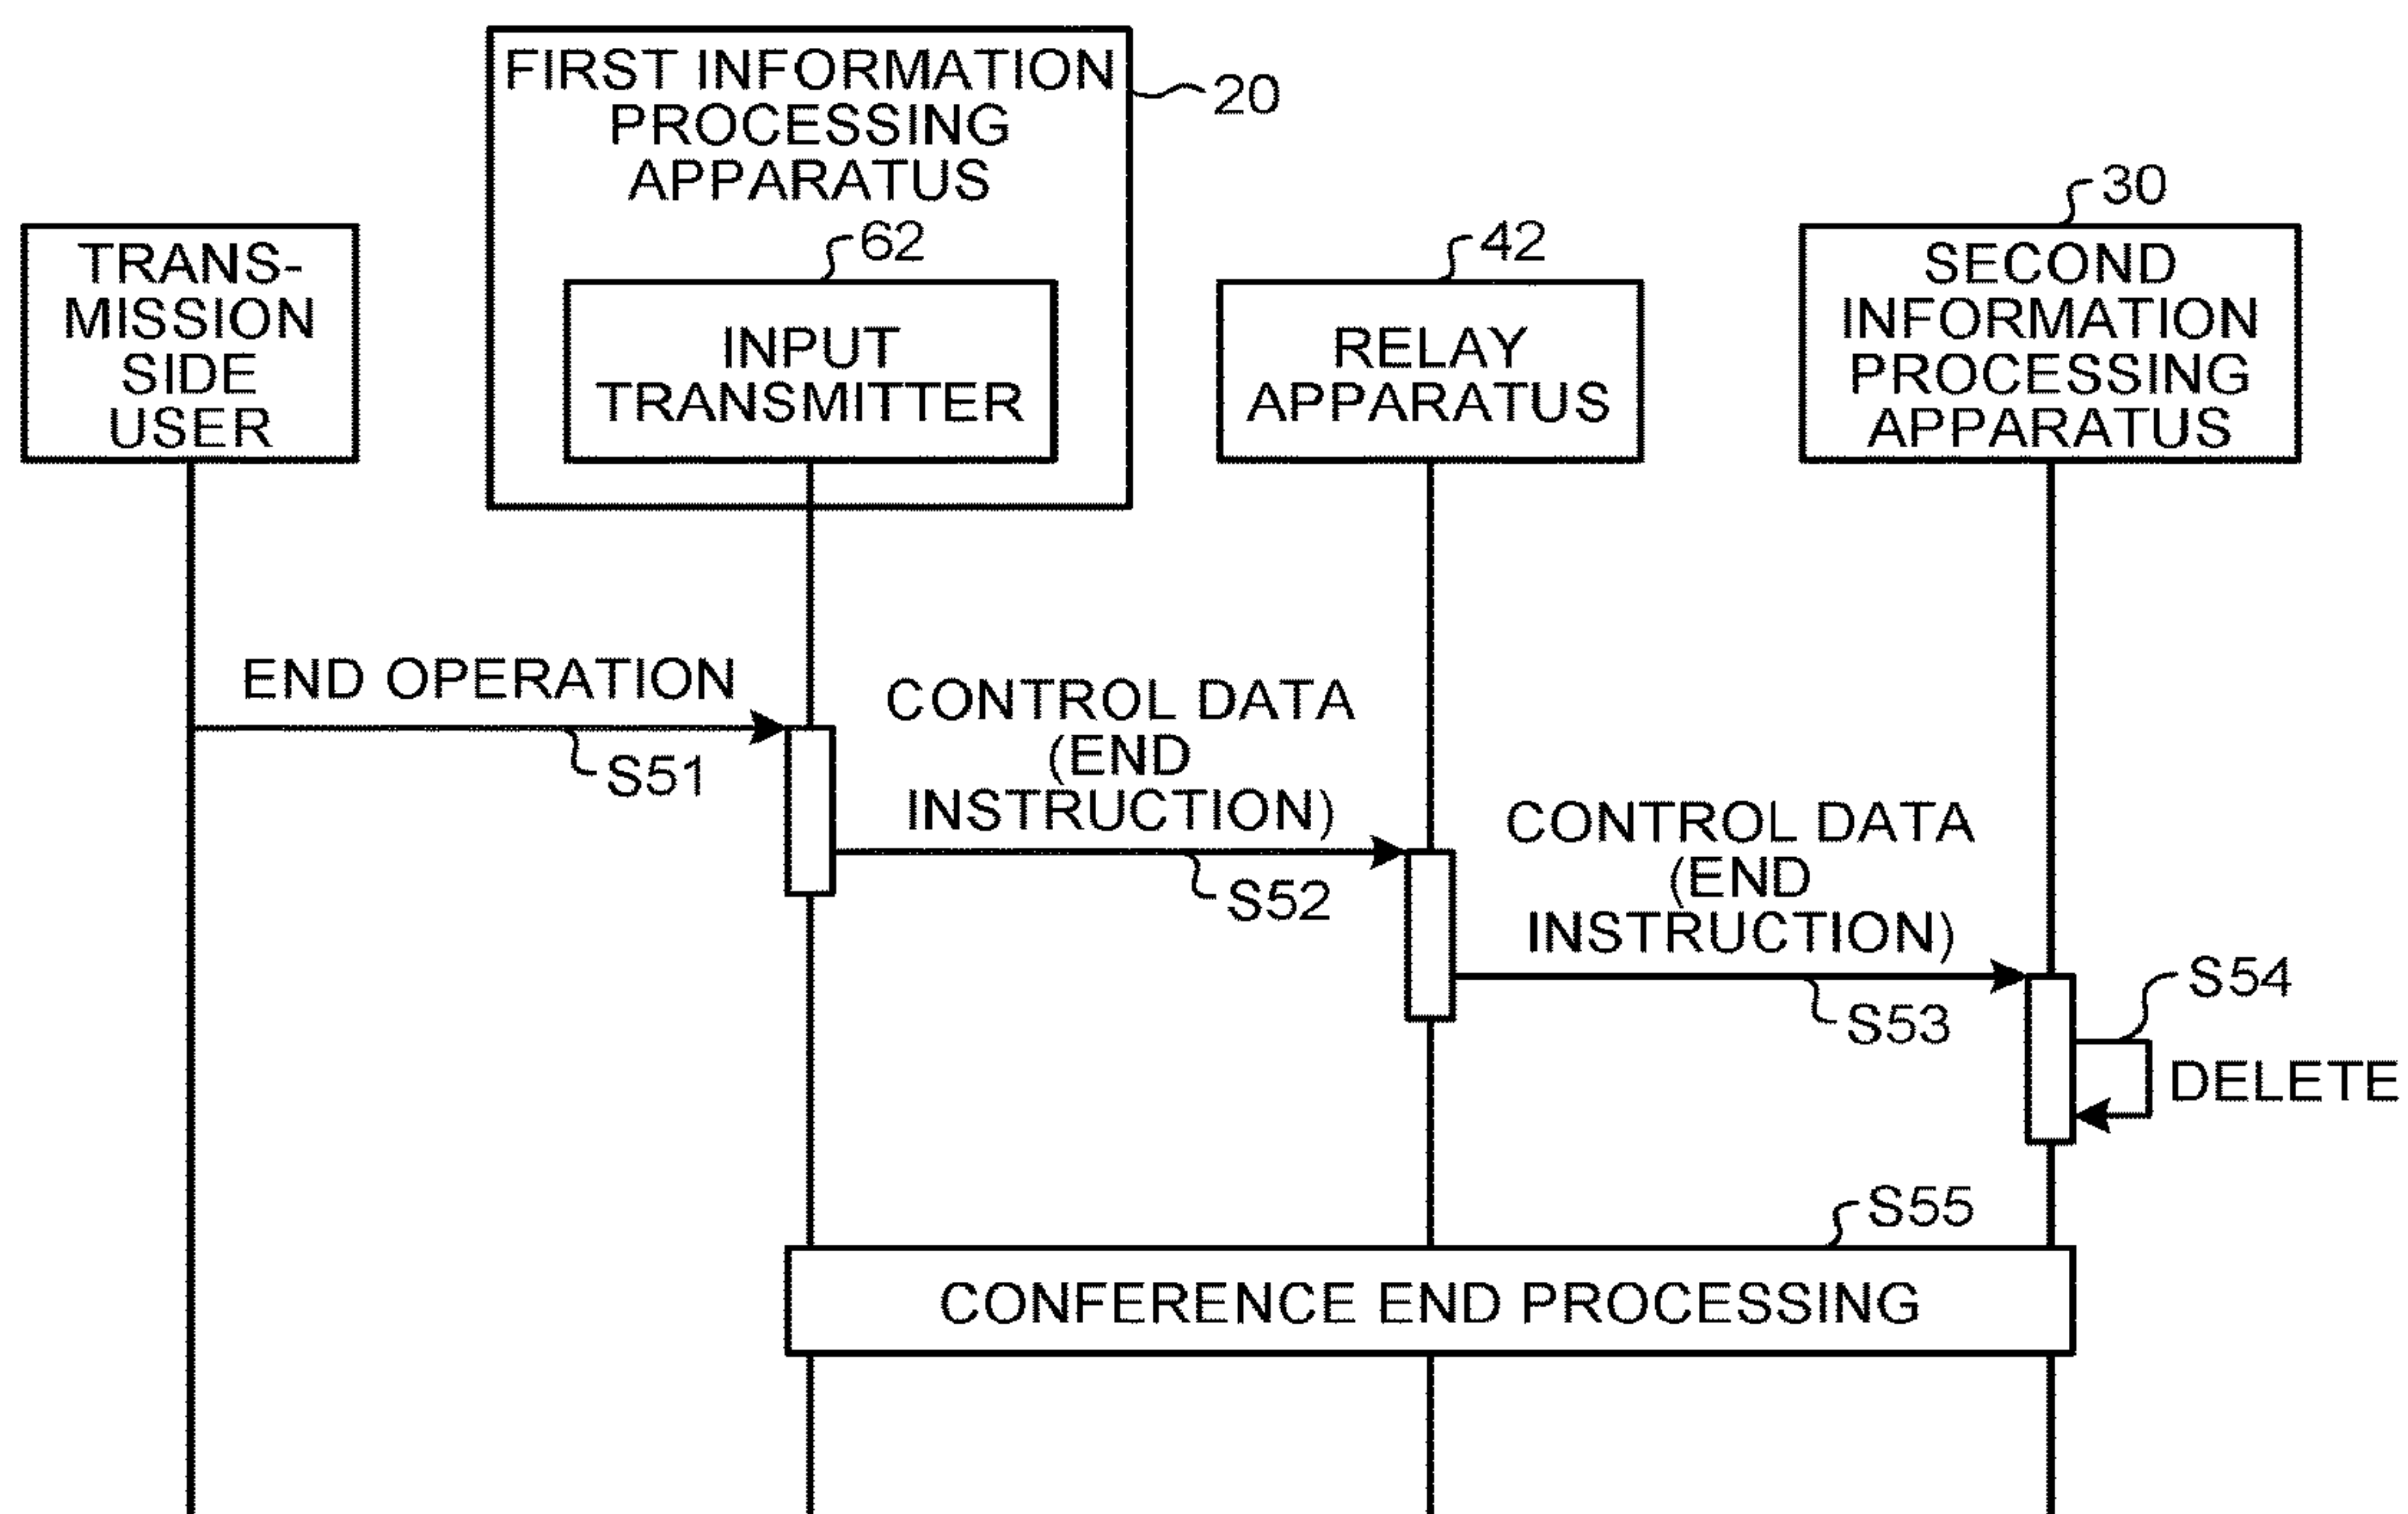 FIRST INFORMATION
PROCESSING
APPARATUS
20
TRANS-
MISSION
SIDE
USER
62
INPUT
TRANSMITTER
42
RELAY
APPARATUS
30
SECOND
INFORMATION
PROCESSING
APPARATUS
END OPERATION
S51
CONTROL DATA
(END
INSTRUCTION)
S52
CONTROL DATA
(END
INSTRUCTION)
S53
S54
DELETE
S55
CONFERENCE END PROCESSING